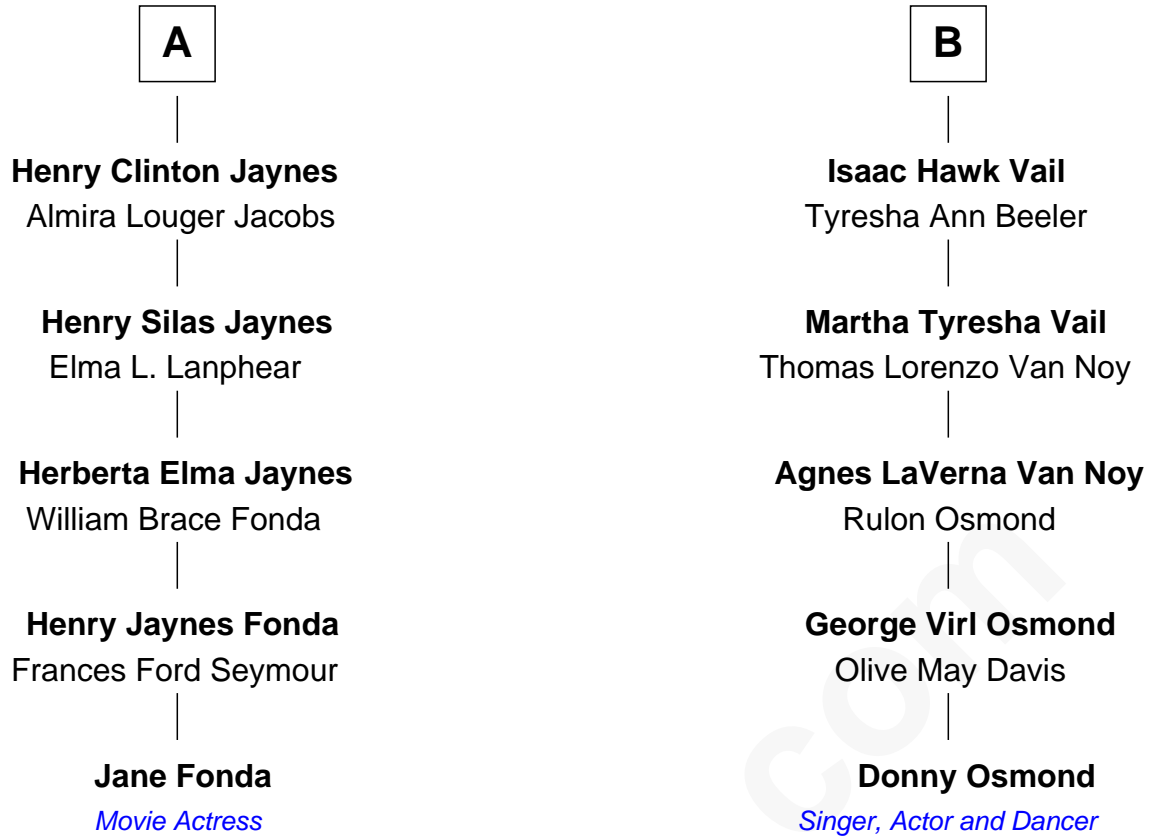 A
Henry Clinton Jaynes
Almira Louger Jacobs
Henry Silas Jaynes
Elma L. Lanphear
Herberta Elma Jaynes
William Brace Fonda
Henry Jaynes Fonda
Frances Ford Seymour
Jane Fonda
Movie Actress
B
Isaac Hawk Vail
Tyresha Ann Beeler
Martha Tyresha Vail
Thomas Lorenzo Van Noy
Agnes LaVerna Van Noy
Rulon Osmond
George Virl Osmond
Olive May Davis
Donny Osmond
Singer, Actor and Dancer
com